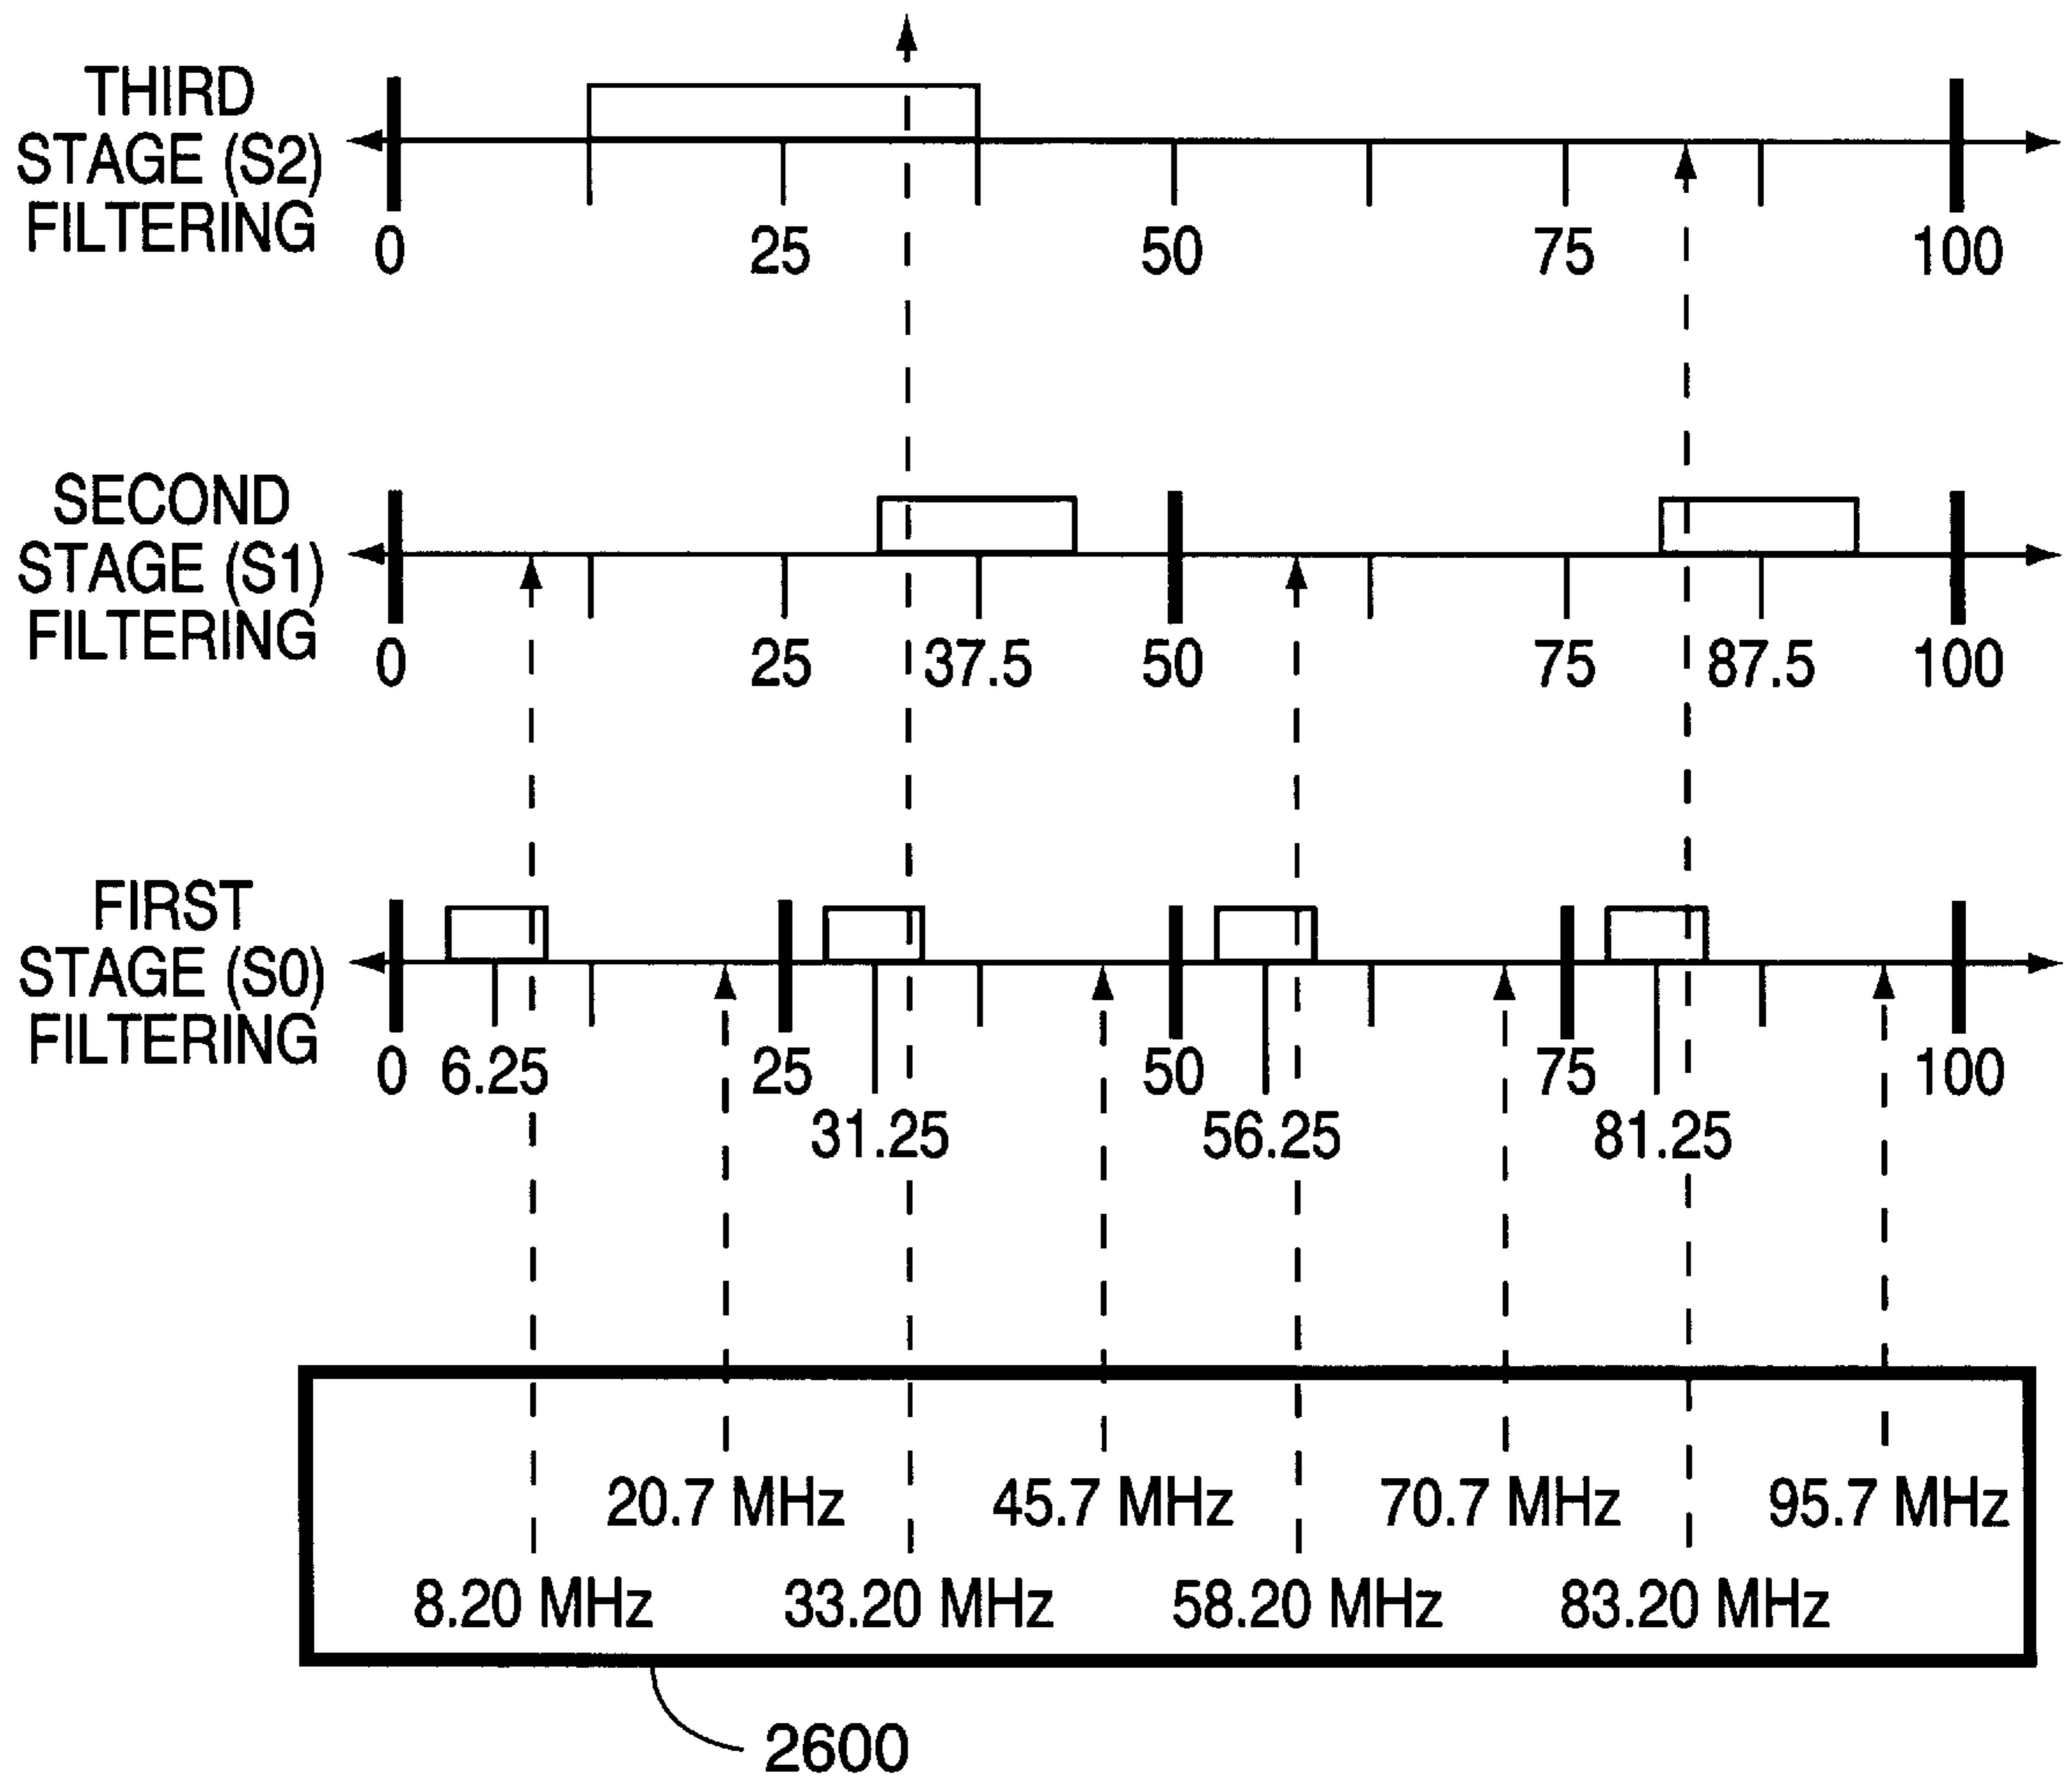 THIRD
STAGE (S2)
FILTERING
0
25
50
75
100
SECOND
STAGE (S1)
FILTERING
0
25
37.5
50
75
87.5
100
FIRST
STAGE (S0)
FILTERING
0
6.25
25
50
75
100
31.25
56.25
81.25
20.7 MHz
45.7 MHz
70.7 MHz
95.7 MHz
8.20 MHz
33.20 MHz
58.20 MHz
83.20 MHz
2600